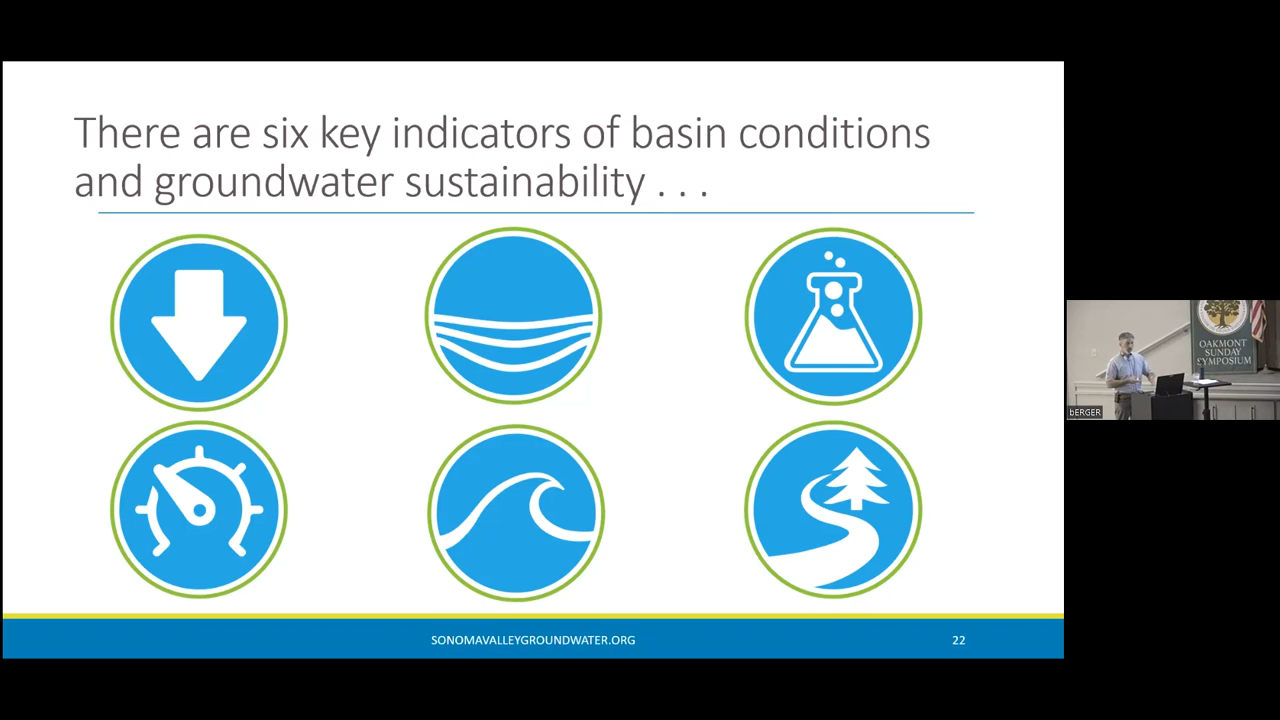 There are six key indicators of basin conditions
and groundwater sustainability . . .
SONOMAVALLEYGROUNDWATER.ORG
22
OAKMONT
SUNDAY
SYMPOSIUM
bERGER